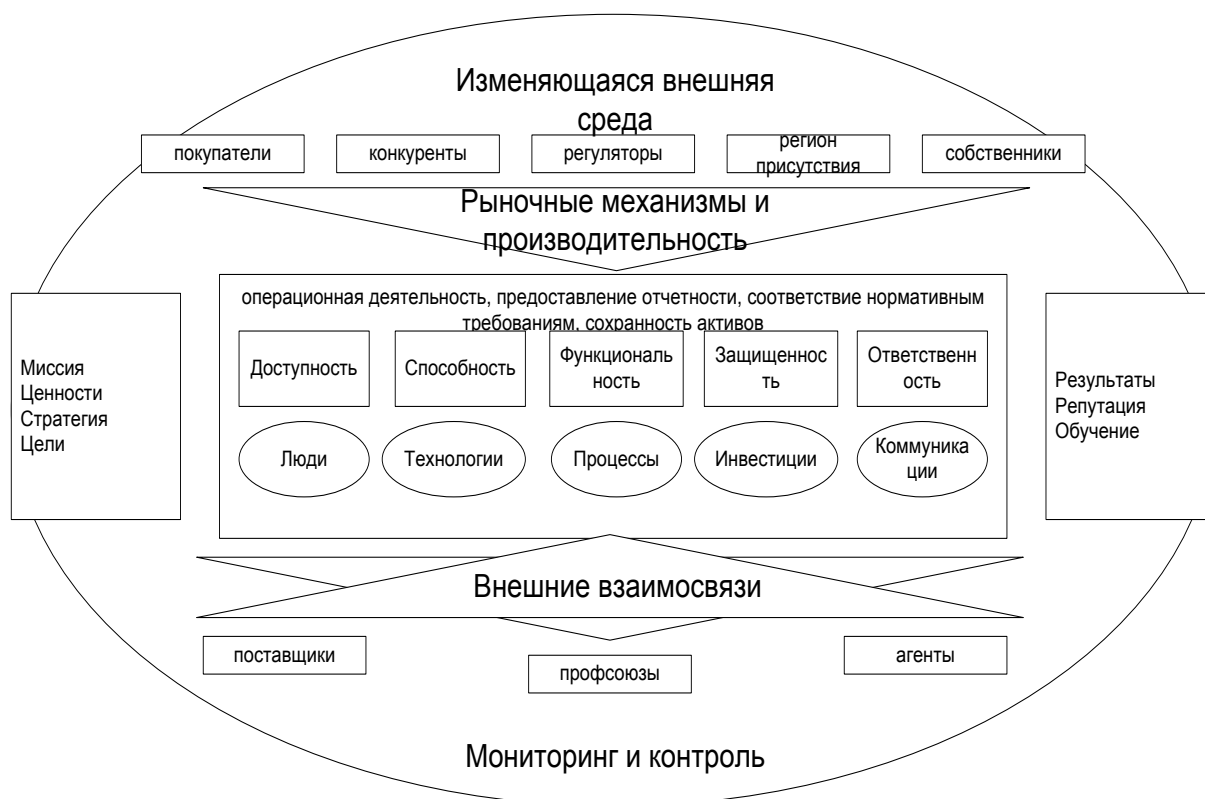 Изменяющаяся внешняя
среда
покупатели
конкуренты
регуляторы
регион
присутствия
собственники
Рыночные механизмы и
производительность
операционная деятельность, предоставление отчетности, соответствие нормативным
требованиям, сохранность активов
Миссия
Ценности
Стратегия
Цели
Доступность
Способность
Функциональ
ность
Защищеннос
ть
Ответственн
ость
Люди
Технологии
Процессы
Инвестиции
Коммуника
ции
Результаты
Репутация
Обучение
Внешние взаимосвязи
поставщики
профсоюзы
агенты
Мониторинг и контроль